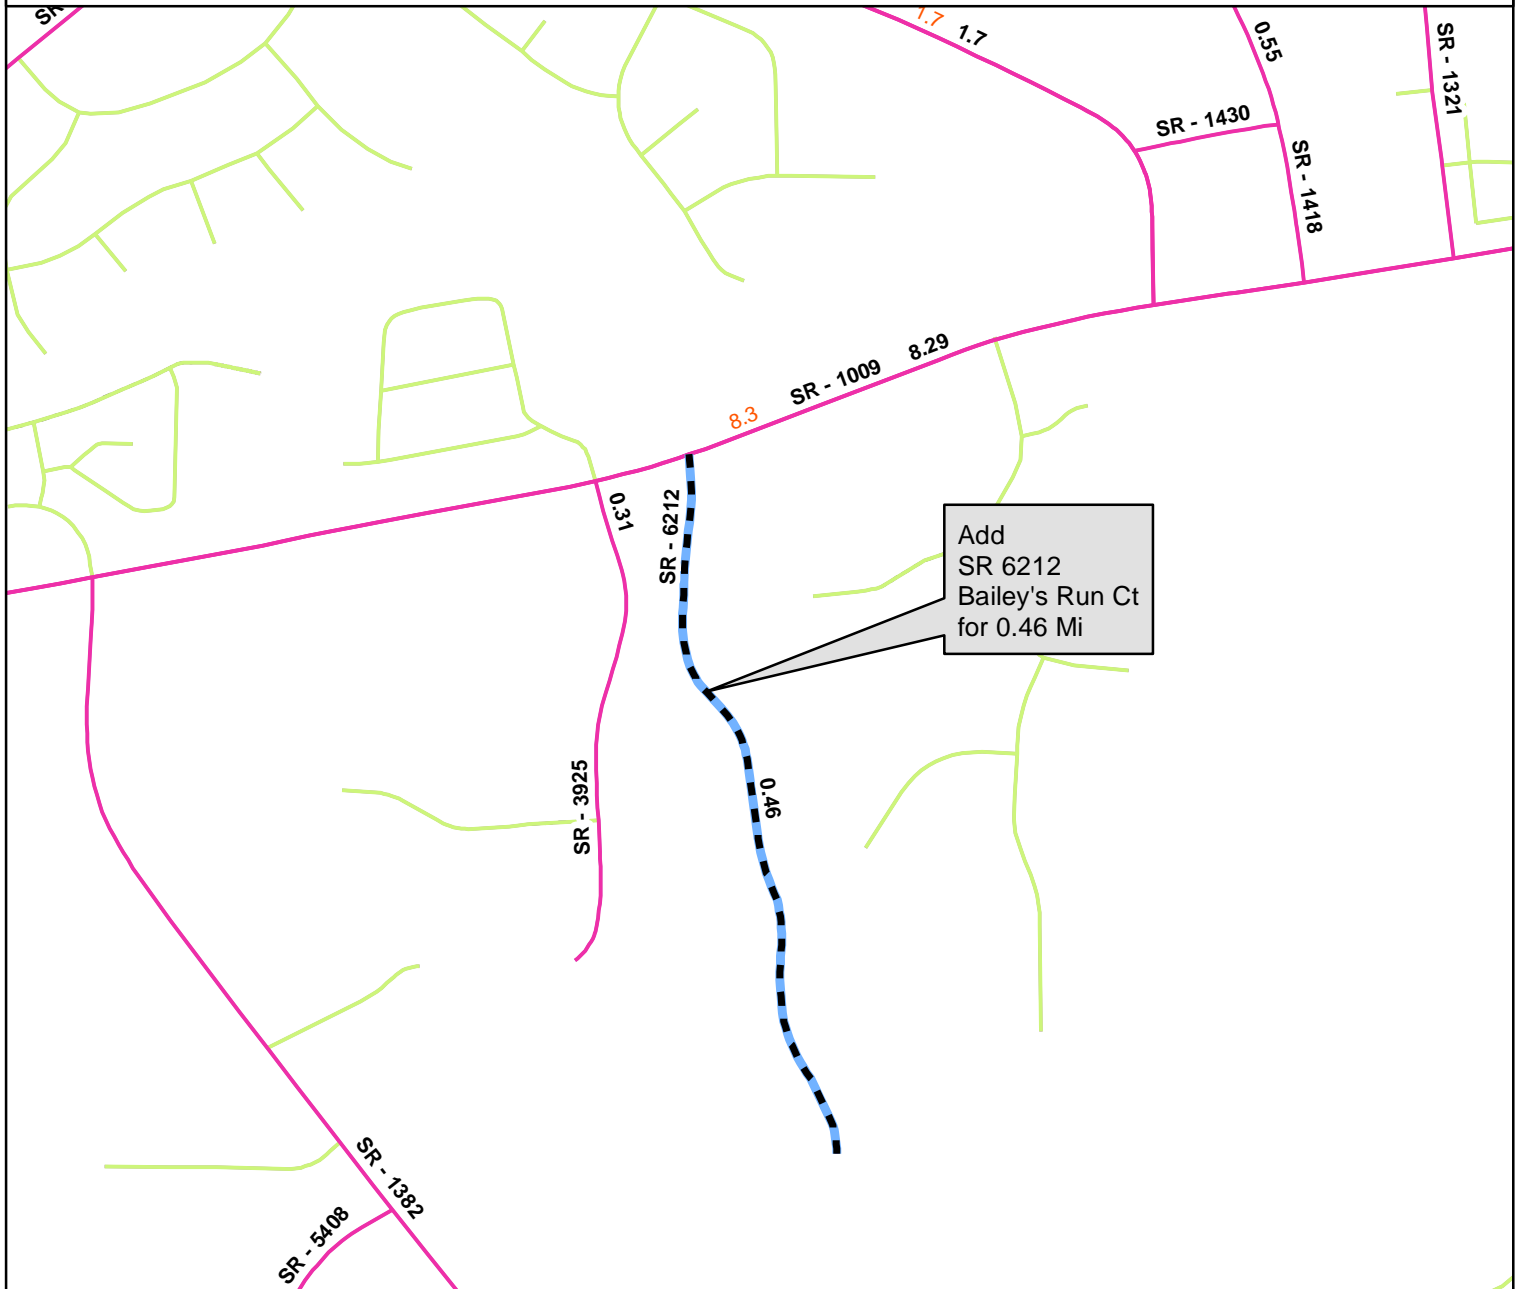 SR
1.7
1.7
0.55
SR - 1321
SR - 1430
SR - 1418
8.29
SR - 1009
8.3
0.31
SR - 6212
Add
SR 6212
Bailey's Run Ct
for 0.46 Mi
SR - 3925
0.46
SR - 1382
SR - 5408